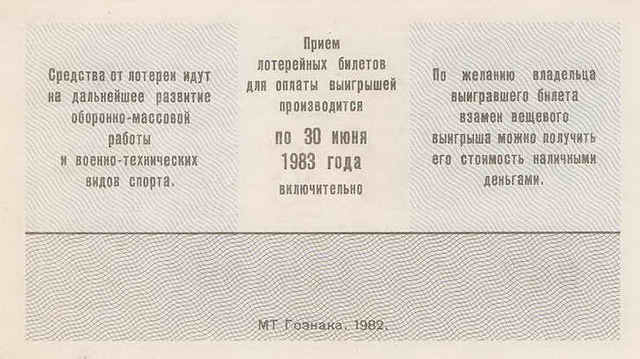 Средства от лотереи идут
на дальнейшее развитие
оборонно-массовой
работы
и военно-технических
видов спорта.
Прием
лотерейных билетов
для оплаты выигрышей
производится
по 30 июня
1983 года
включительно
По желанию владельца
выигравшего билета
взамен вещевого
выигрыша можно получить
его стоимость наличными
деньгами.
МТ Гознака. 1982.